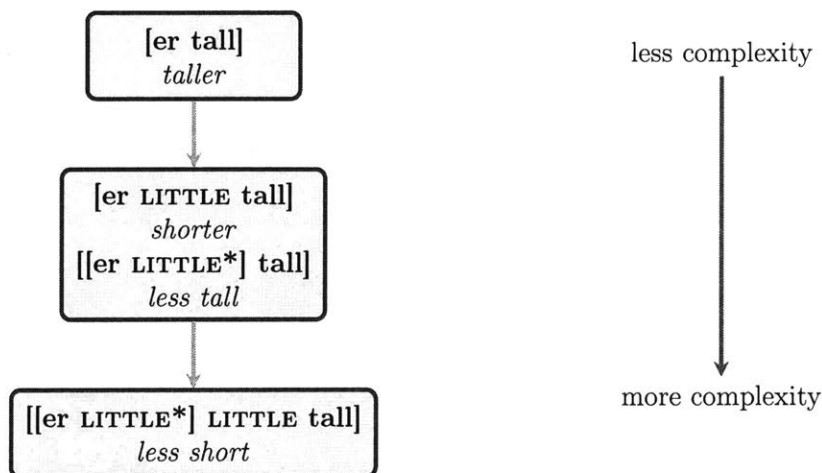 [er tall]
taller
less complexity
[er LITTLE tall]
shorter
[[er LITTLE*] tall]
less tall
[[er LITTLE*] LITTLE tall]
less short
more complexity